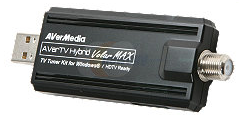 AVerMedia
AVerTV Hybrid Volar MAX
TV Tuner Kit for Windows® / HDTV Ready